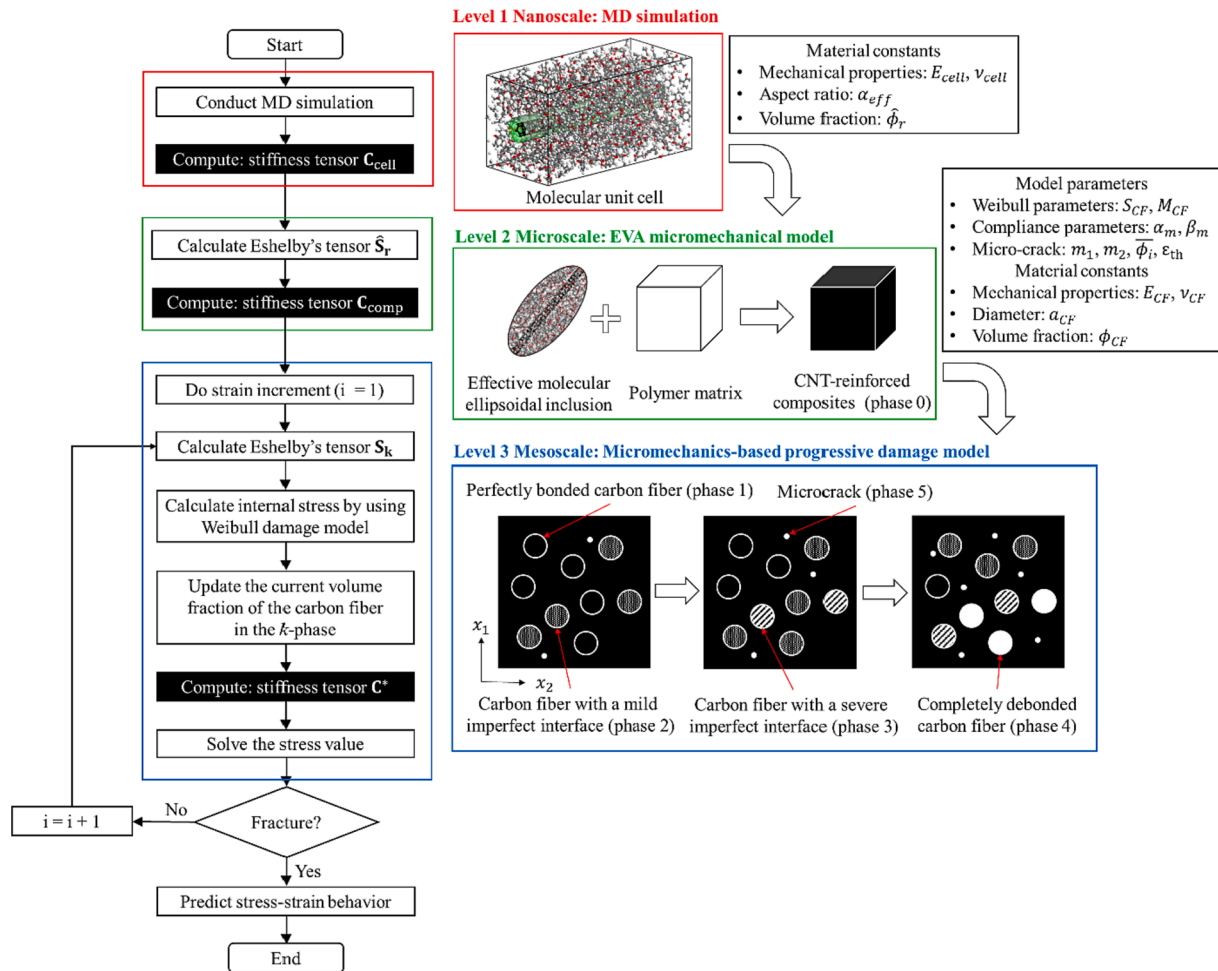 Start
Conduct MD simulation
Compute: stiffness tensor C_cell
Calculate Eshelby's tensor Ŝ_r
Compute: stiffness tensor C_comp
Do strain increment (i = 1)
Calculate Eshelby's tensor S_k
Calculate internal stress by using
Weibull damage model
Update the current volume
fraction of the carbon fiber
in the k-phase
Compute: stiffness tensor C*
Solve the stress value
Fracture?
No
i = i + 1
Yes
Predict stress-strain behavior
End
Level 1 Nanoscale: MD simulation
Molecular unit cell
Material constants
• Mechanical properties: E_cell, ν_cell
• Aspect ratio: α_eff
• Volume fraction: ϕ̂_r
Level 2 Microscale: EVA micromechanical model
Effective molecular
ellipsoidal inclusion
Polymer matrix
CNT-reinforced
composites (phase 0)
Model parameters
• Weibull parameters: S_CF, M_CF
• Compliance parameters: α_m, β_m
• Micro-crack: m_1, m_2, ϕ̅_i, ε_th
Material constants
• Mechanical properties: E_CF, ν_CF
• Diameter: a_CF
• Volume fraction: ϕ_CF
Level 3 Mesoscale: Micromechanics-based progressive damage model
Perfectly bonded carbon fiber (phase 1)
Microcrack (phase 5)
x_1
x_2
Carbon fiber with a mild
imperfect interface (phase 2)
Carbon fiber with a severe
imperfect interface (phase 3)
Completely debonded
carbon fiber (phase 4)